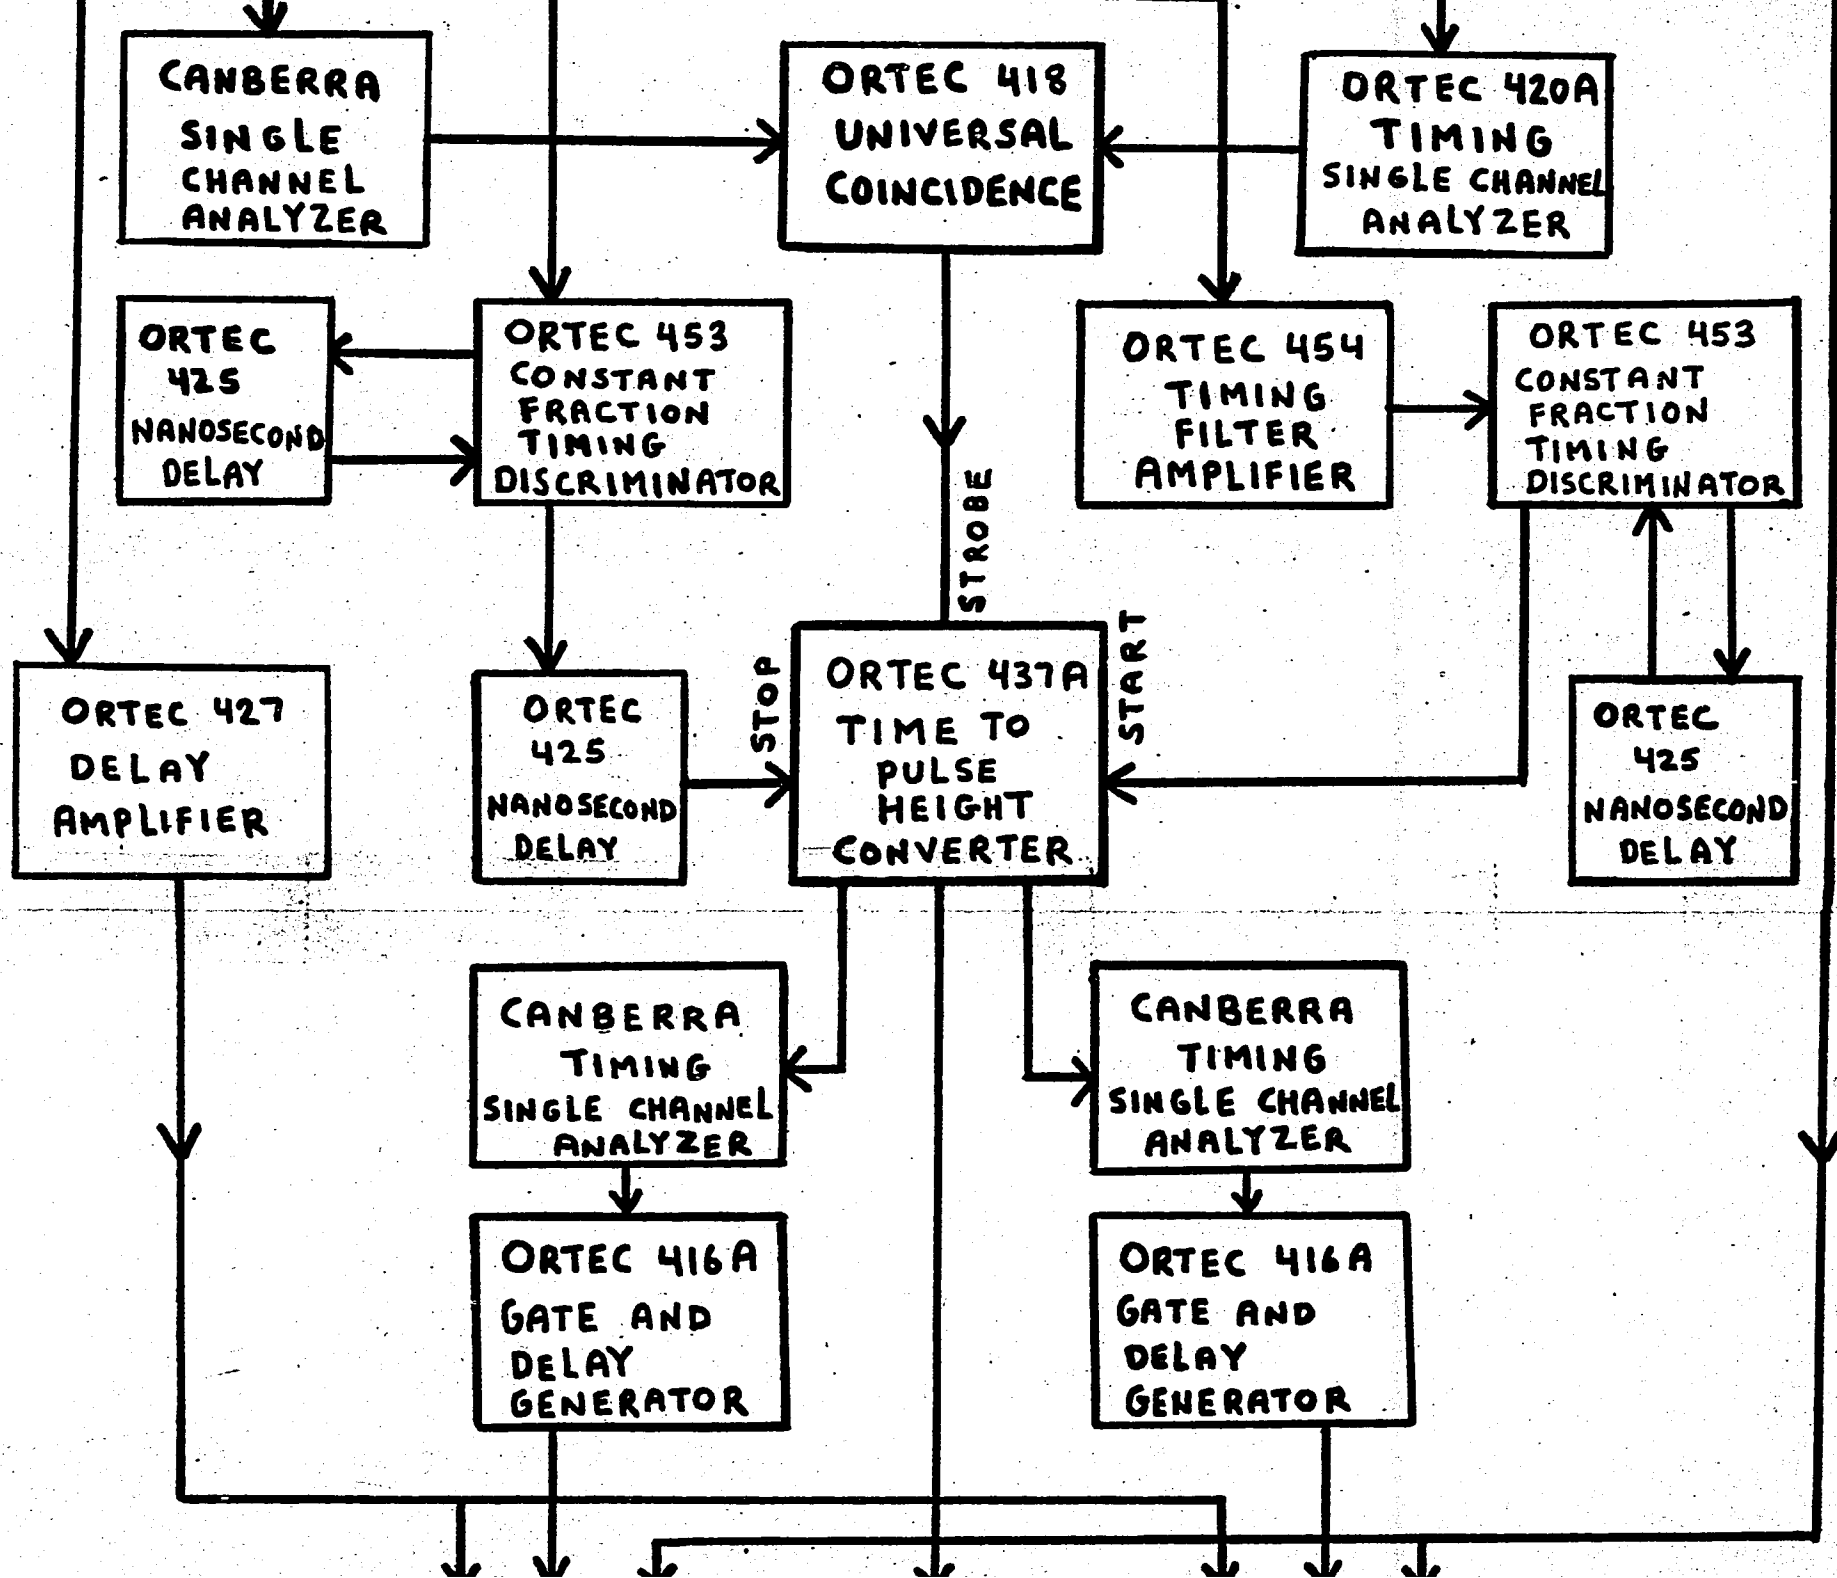 CANBERRA
SINGLE
CHANNEL
ANALYZER
ORTEC 418
UNIVERSAL
COINCIDENCE
ORTEC 420A
TIMING
SINGLE CHANNEL
ANALYZER
ORTEC
425
NANOSECOND
DELAY
ORTEC 453
CONSTANT
FRACTION
TIMING
DISCRIMINATOR
STROBE
ORTEC 454
TIMING
FILTER
AMPLIFIER
ORTEC 453
CONSTANT
FRACTION
TIMING
DISCRIMINATOR
ORTEC 427
DELAY
AMPLIFIER
ORTEC
425
NANOSECOND
DELAY
STOP
ORTEC 437A
TIME TO
PULSE
HEIGHT
CONVERTER
START
ORTEC
425
NANOSECOND
DELAY
CANBERRA
TIMING
SINGLE CHANNEL
ANALYZER
CANBERRA
TIMING
SINGLE CHANNEL
ANALYZER
ORTEC 416A
GATE AND
DELAY
GENERATOR
ORTEC 416A
GATE AND
DELAY
GENERATOR